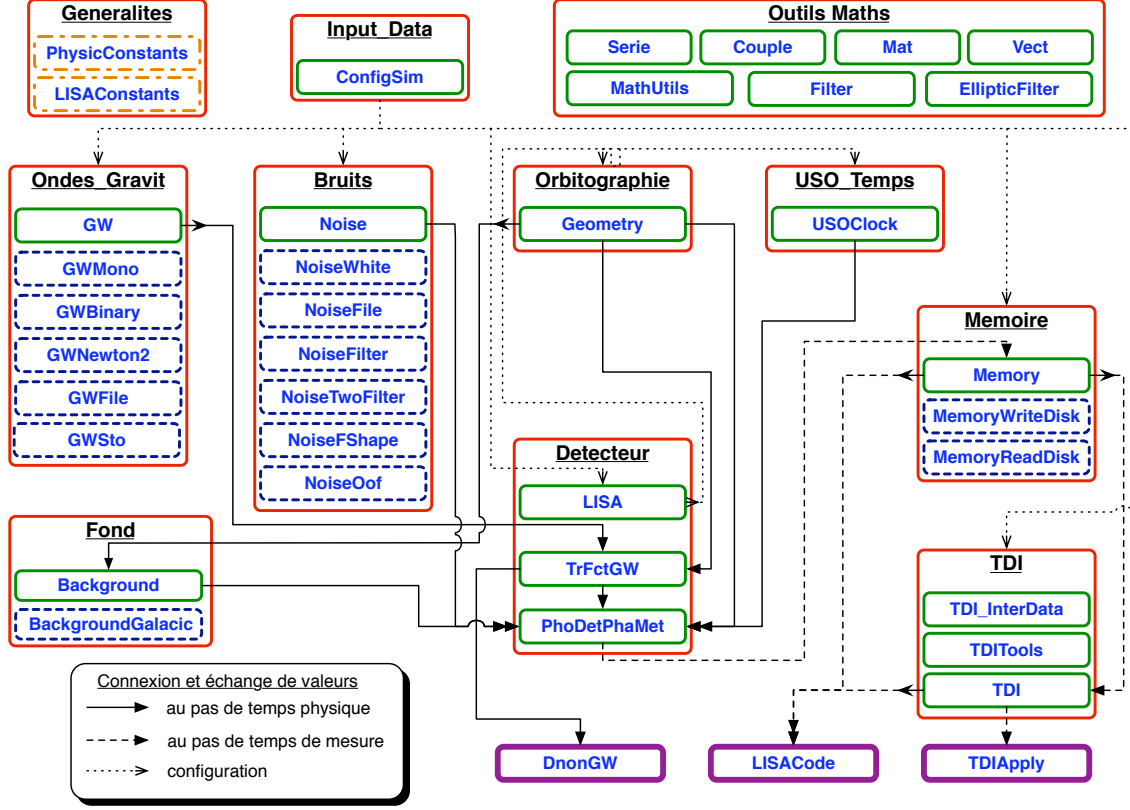 Generalites
PhysicConstants
LISAConstants
Input_Data
ConfigSim
Outils Maths
Serie
Couple
Mat
Vect
MathUtils
Filter
EllipticFilter
Ondes_Gravit
GW
GWMono
GWBinary
GWNewton2
GWFile
GWSto
Bruits
Noise
NoiseWhite
NoiseFile
NoiseFilter
NoiseTwoFilter
NoiseFShape
NoiseOof
Orbitographie
Geometry
USO_Temps
USOClock
Memoire
Memory
MemoryWriteDisk
MemoryReadDisk
Detecteur
LISA
TrFctGW
PhoDetPhaMet
Fond
Background
BackgroundGalacic
TDI
TDI_InterData
TDITools
TDI
Connexion et échange de valeurs
au pas de temps physique
au pas de temps de mesure
configuration
DnonGW
LISACode
TDIApply